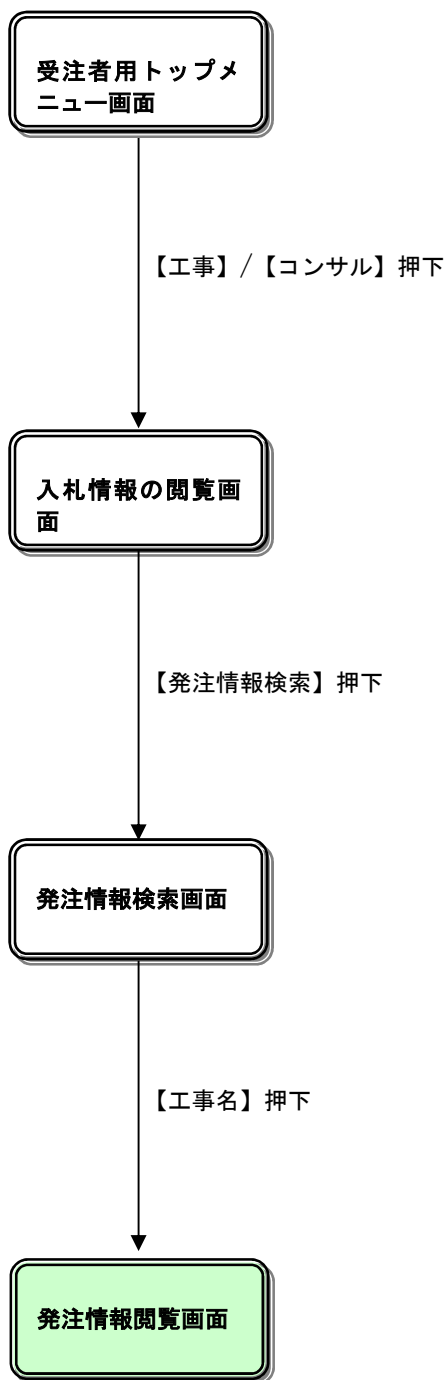 受注者用トップメ
ニュー画面
【工事】/【コンサル】押下
入札情報の閲覧画
面
【発注情報検索】押下
発注情報検索画面
【工事名】押下
発注情報閲覧画面